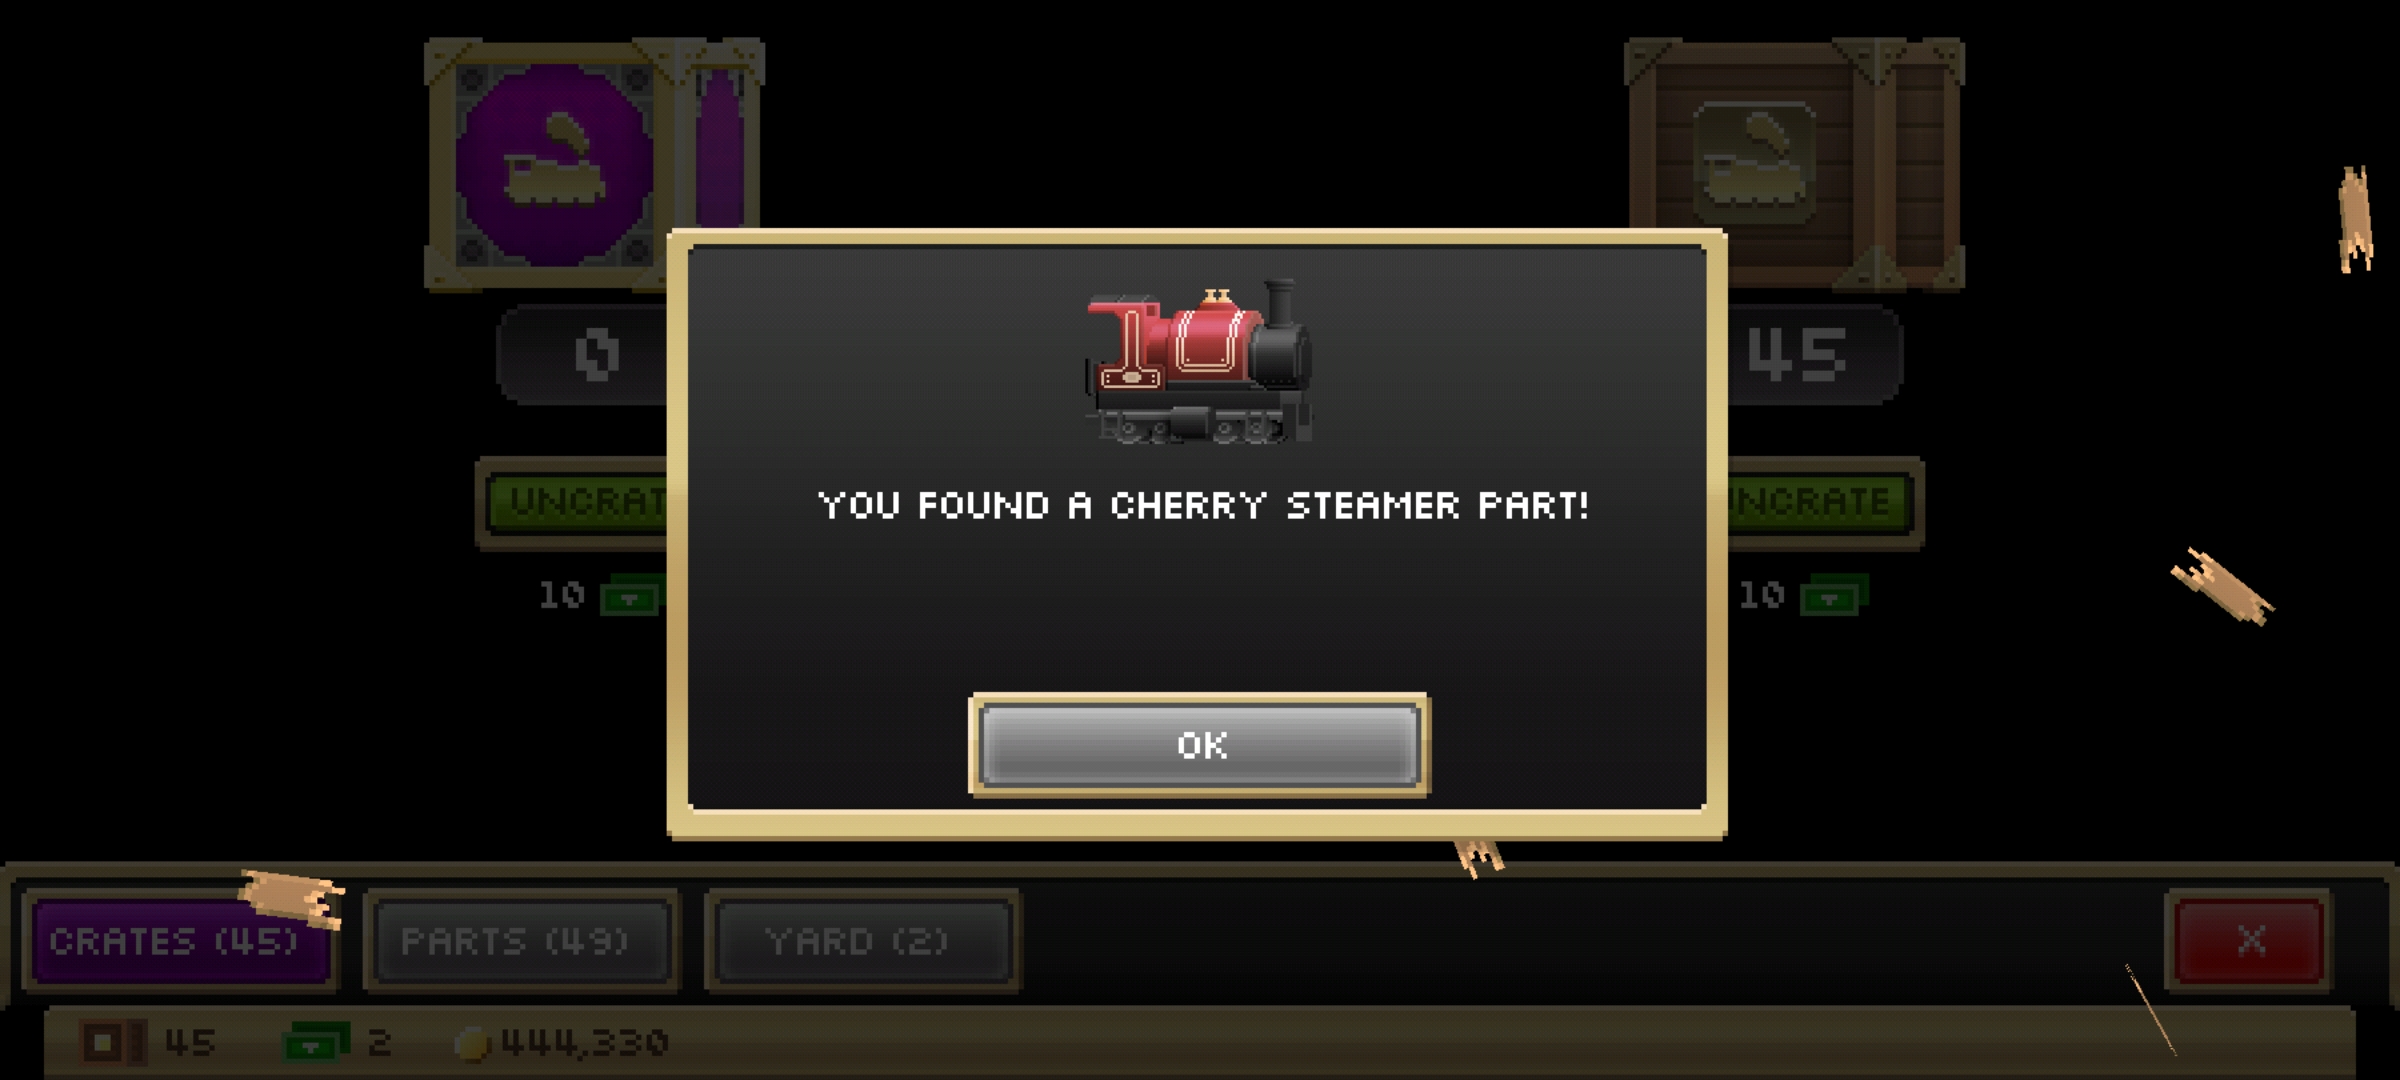 0
45
YOU FOUND A CHERRY STEAMER PART!
UNCRAT
NCRATE
10
10
OK
CRATES (45)
PARTS (49)
YARD (2)
X
45
2
444,330